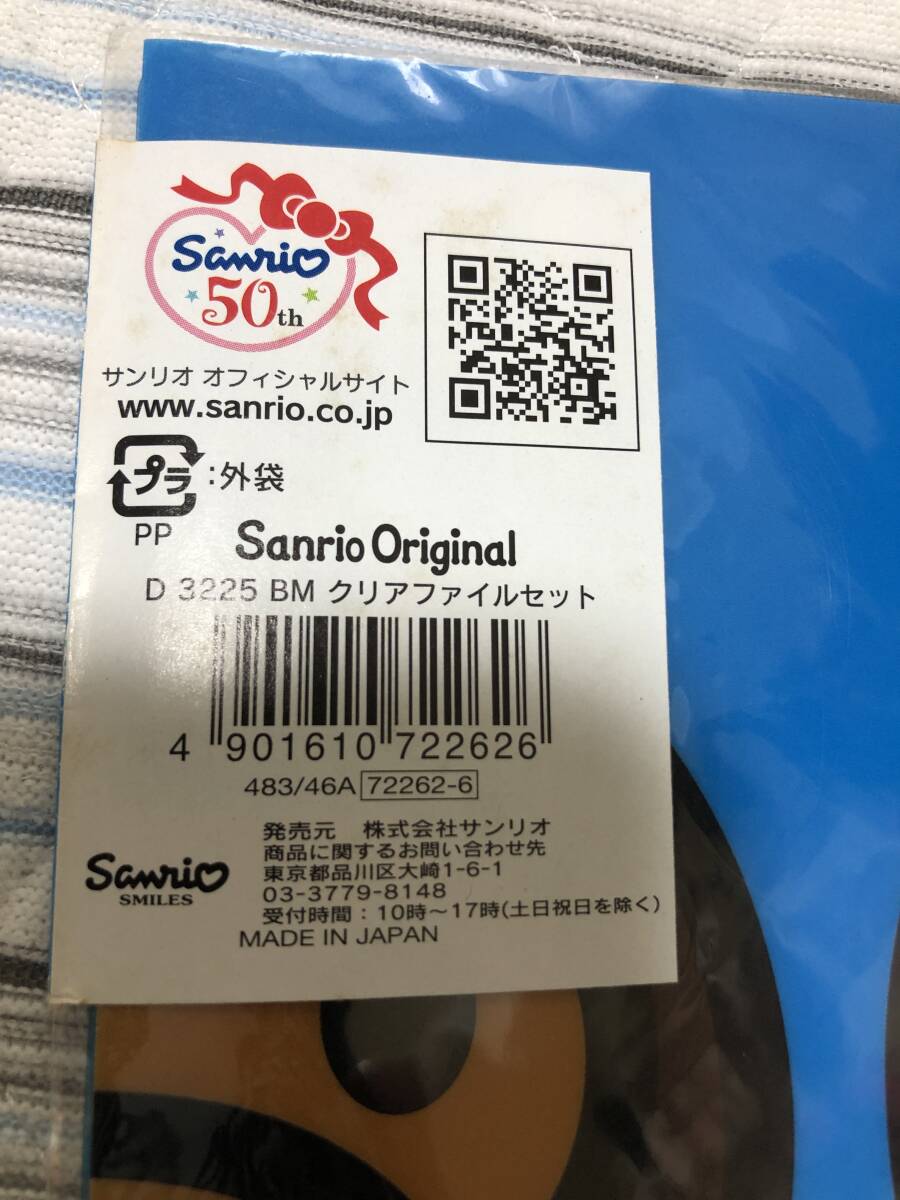 Sanrio
50th
サンリオ オフィシャルサイト
www.sanrio.co.jp
プラ :外袋
PP
Sanrio Original
D 3225 BM クリアファイルセット
4 901610 722626
483/46A 72262-6
発売元 株式会社サンリオ
商品に関するお問い合わせ先
東京都品川区大崎1-6-1
03-3779-8148
受付時間：10時～17時(土日祝日を除く)
MADE IN JAPAN
Sanrio
SMILES